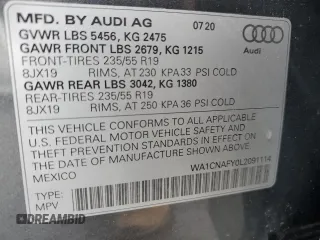 MFD. BY AUDI AG 07 20
GVWR LBS 5456, KG 2475
GAWR FRONT LBS 2679, KG 1215
Audi
FRONT-TIRES 235/55 R19
8JX19 RIMS, AT 230 KPA 33 PSI COLD
GAWR REAR LBS 3042, KG 1380
REAR-TIRES 235/55 R19
8JX19 RIMS, AT 250 KPA 36 PSI COLD
THIS VEHICLE CONFORMS TO ALL APPLICABLE
U.S. FEDERAL MOTOR VEHICLE SAFETY
STANDARDS IN EFFECT ON THE DATE OF
MANUFACTURE SHOWN ABOVE
MEXICO WA1CNAFY0L2091114
TYPE:
MPV
DREAMBID